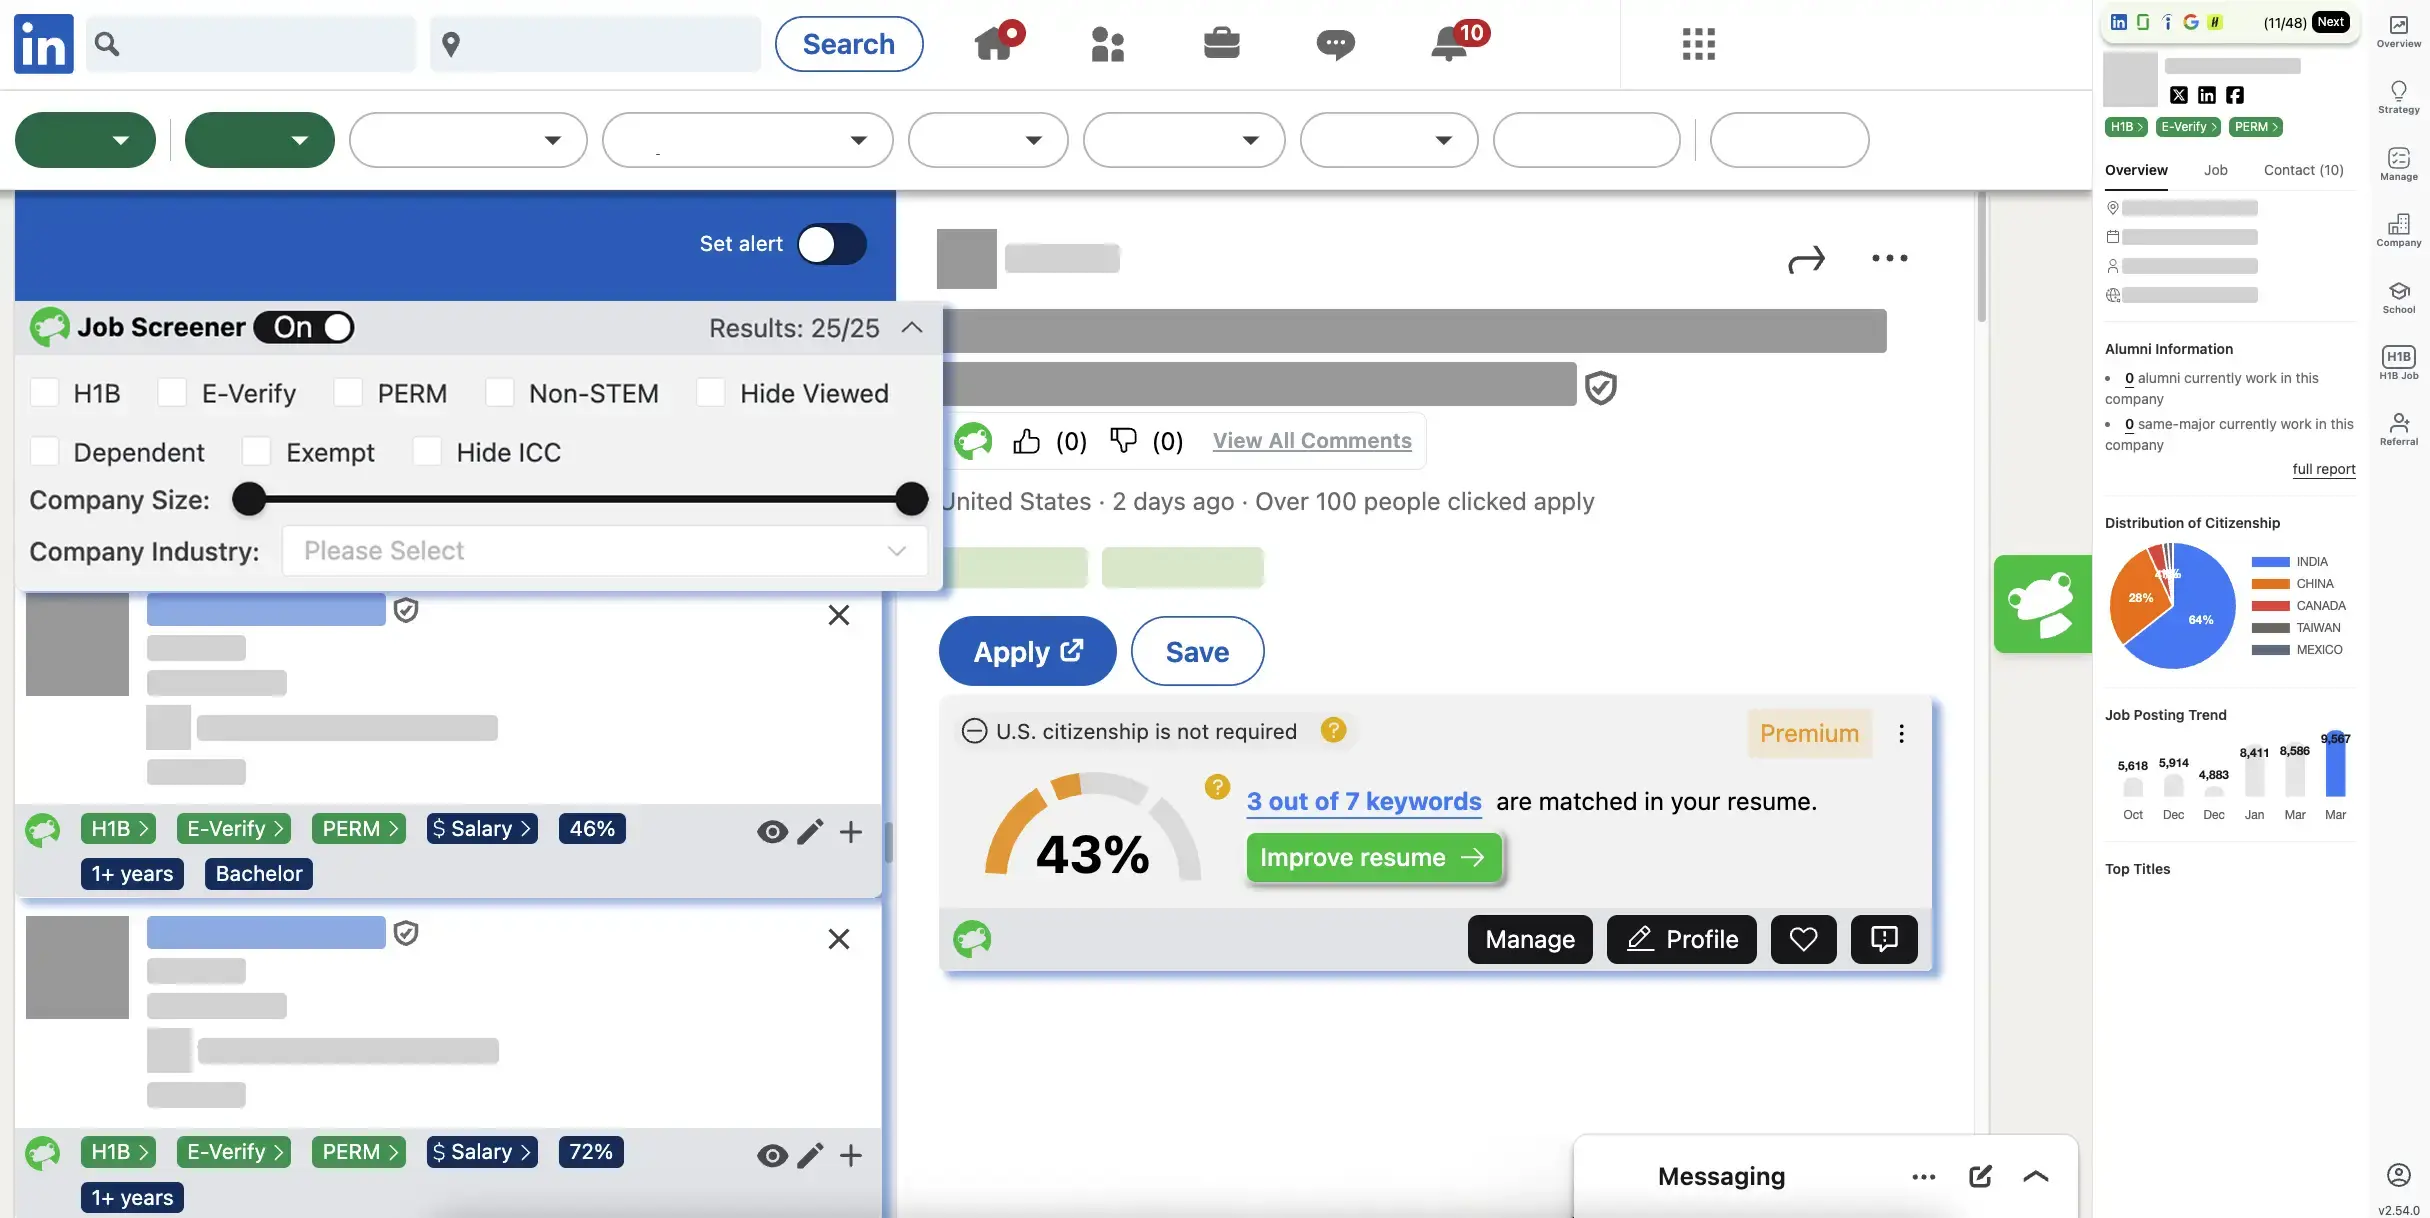 in
Search
10
Set alert
Job Screener On Results: 25/25
H1B E-Verify PERM Non-STEM Hide Viewed
Dependent Exempt Hide ICC
Company Size:
Company Industry: Please Select
H1B > E-Verify > PERM > $ Salary > 46%
1+ years Bachelor
H1B > E-Verify > PERM > $ Salary > 72%
1+ years
(0) (0) View All Comments
United States · 2 days ago · Over 100 people clicked apply
Apply Save
U.S. citizenship is not required ? Premium
43% ? 3 out of 7 keywords are matched in your resume.
Improve resume →
Manage Profile
Messaging
in G H (11/48) Next
X in f
H1B > E-Verify > PERM >
Overview Job Contact (10)
Alumni Information
• 0 alumni currently work in this
company
• 0 same-major currently work in this
company
full report
Distribution of Citizenship
28%
64%
INDIA
CHINA
CANADA
TAIWAN
MEXICO
Job Posting Trend
5,618 5,914 4,883 8,411 8,586 9,567
Oct Dec Dec Jan Mar Mar
Top Titles
Overview
Strategy
Manage
Company
School
H1B
H1B Job
Referral
v2.54.0